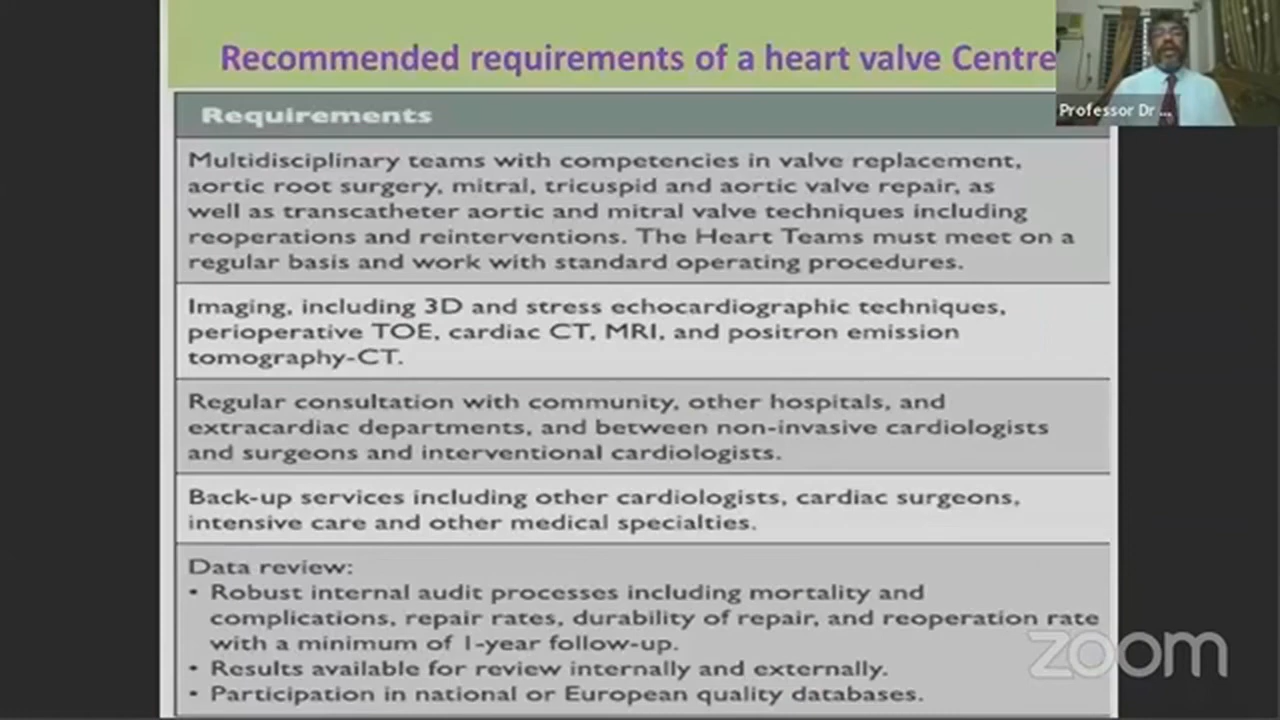 Recommended requirements of a heart valve Centre
Professor Dr ...
Requirements
Multidisciplinary teams with competencies in valve replacement,
aortic root surgery, mitral, tricuspid and aortic valve repair, as
well as transcatheter aortic and mitral valve techniques including
reoperations and reinterventions. The Heart Teams must meet on a
regular basis and work with standard operating procedures.
Imaging, including 3D and stress echocardiographic techniques,
perioperative TOE, cardiac CT, MRI, and positron emission
tomography-CT.
Regular consultation with community, other hospitals, and
extracardiac departments, and between non-invasive cardiologists
and surgeons and interventional cardiologists.
Back-up services including other cardiologists, cardiac surgeons,
intensive care and other medical specialties.
Data review:
• Robust internal audit processes including mortality and
complications, repair rates, durability of repair, and reoperation rate
with a minimum of 1-year follow-up.
• Results available for review internally and externally.
• Participation in national or European quality databases.
zoom